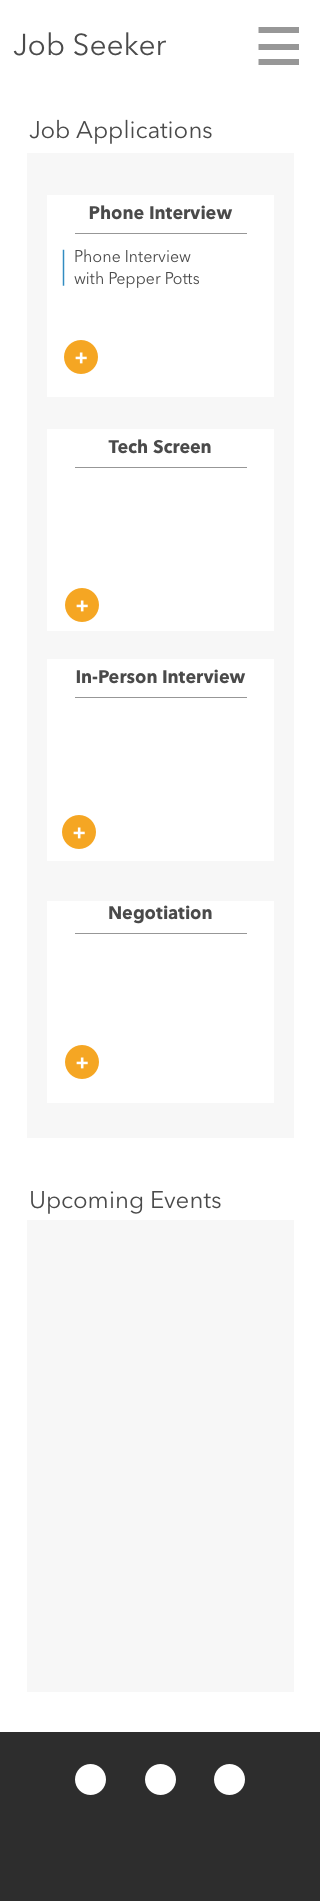 Job Seeker
Job Applications
Phone Interview
Phone Interview
with Pepper Potts
+
Tech Screen
+
In-Person Interview
+
Negotiation
+
Upcoming Events